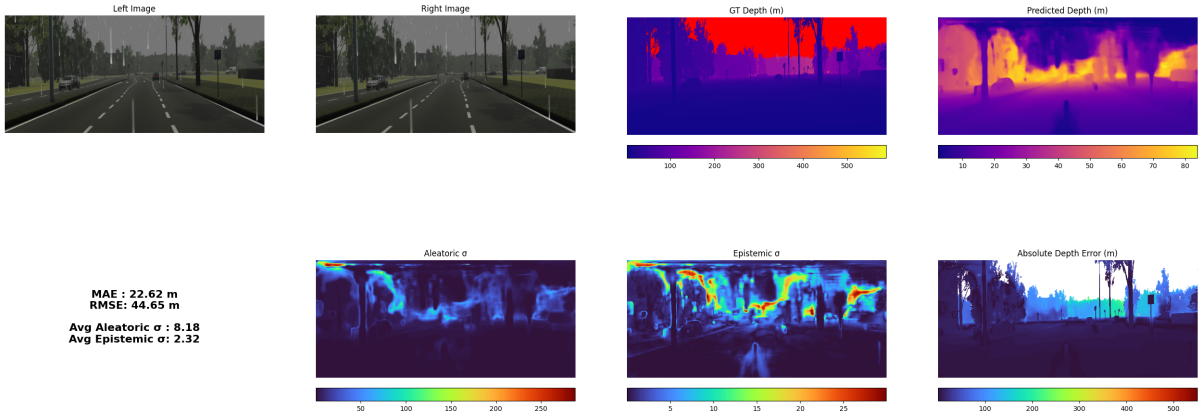 Left Image
Right Image
GT Depth (m)
Predicted Depth (m)
100 200 300 400 500
10 20 30 40 50 60 70 80
Aleatoric σ
Epistemic σ
Absolute Depth Error (m)
MAE : 22.62 m
RMSE: 44.65 m
Avg Aleatoric σ : 8.18
Avg Epistemic σ: 2.32
50 100 150 200 250
5 10 15 20 25
100 200 300 400 500